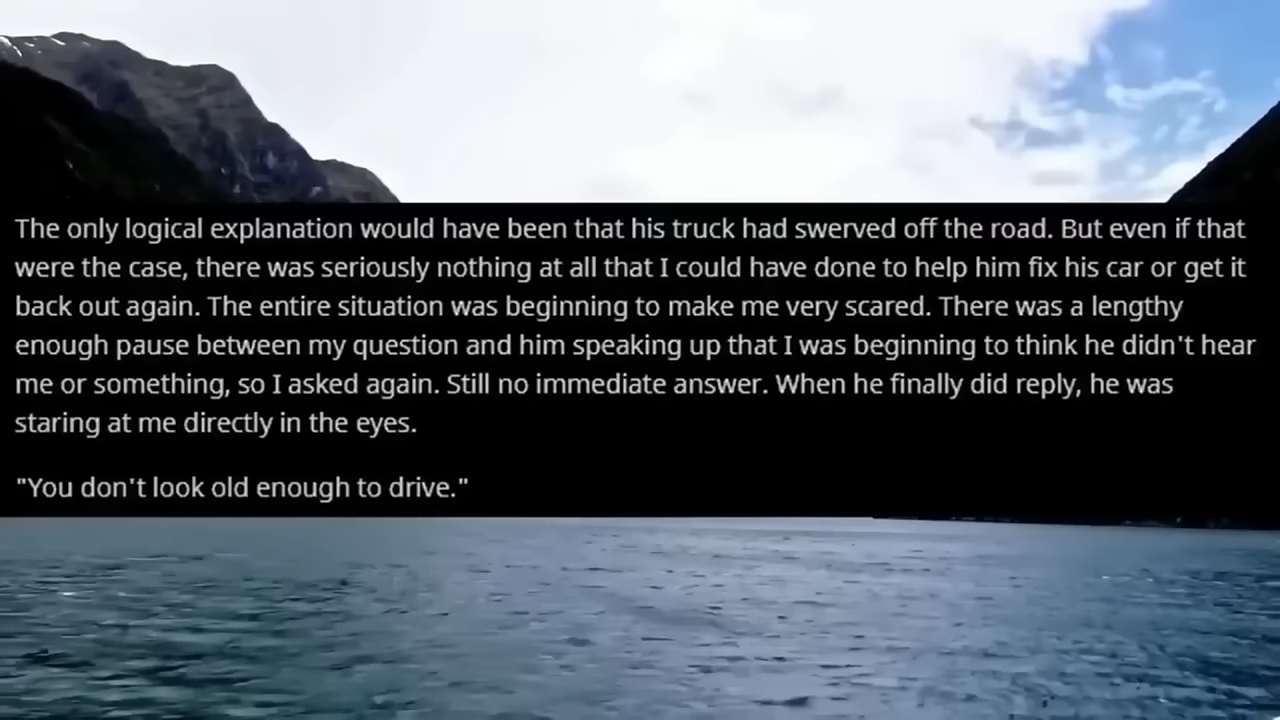 The only logical explanation would have been that his truck had swerved off the road. But even if that
were the case, there was seriously nothing at all that I could have done to help him fix his car or get it
back out again. The entire situation was beginning to make me very scared. There was a lengthy
enough pause between my question and him speaking up that I was beginning to think he didn't hear
me or something, so I asked again. Still no immediate answer. When he finally did reply, he was
staring at me directly in the eyes.
"You don't look old enough to drive."